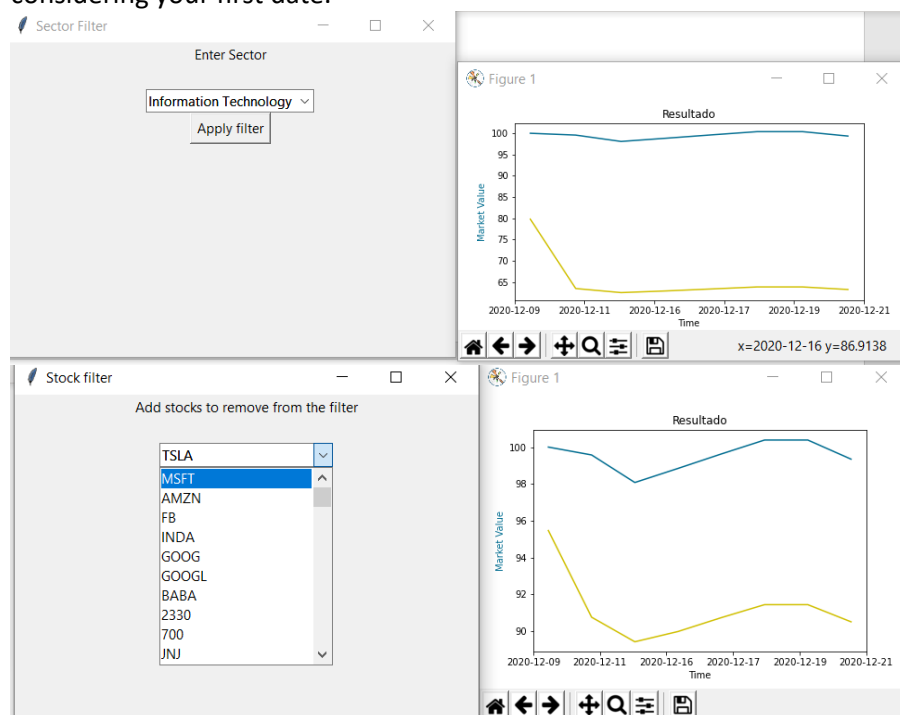 considering your first date.
Sector Filter
Enter Sector
Information Technology
Apply filter
Figure 1
Resultado
100
95
90
85
80
75
70
65
Market Value
2020-12-09 2020-12-11 2020-12-16 2020-12-17 2020-12-19 2020-12-21
Time
x=2020-12-16 y=86.9138
Stock filter
Add stocks to remove from the filter
TSLA
MSFT
AMZN
FB
INDA
GOOG
GOOGL
BABA
2330
700
JNJ
Figure 1
Resultado
100
98
96
94
92
90
Market Value
2020-12-09 2020-12-11 2020-12-16 2020-12-17 2020-12-19 2020-12-21
Time